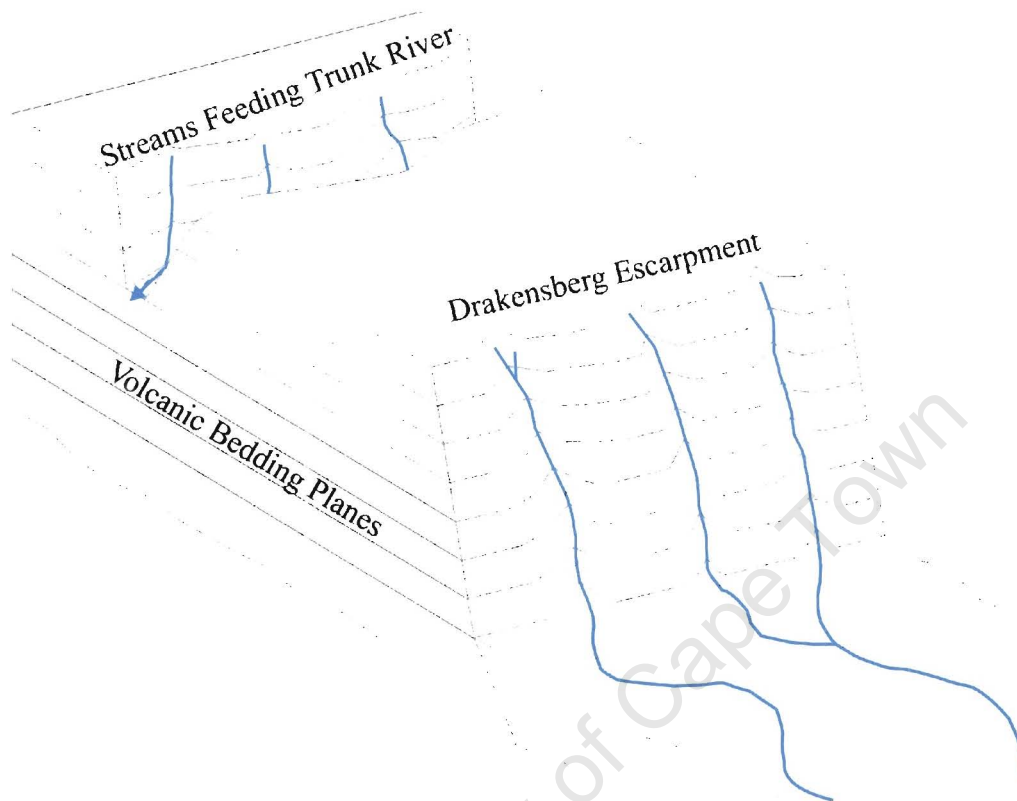 Streams Feeding Trunk River
Drakensberg Escarpment
Volcanic Bedding Planes
of Cape Town